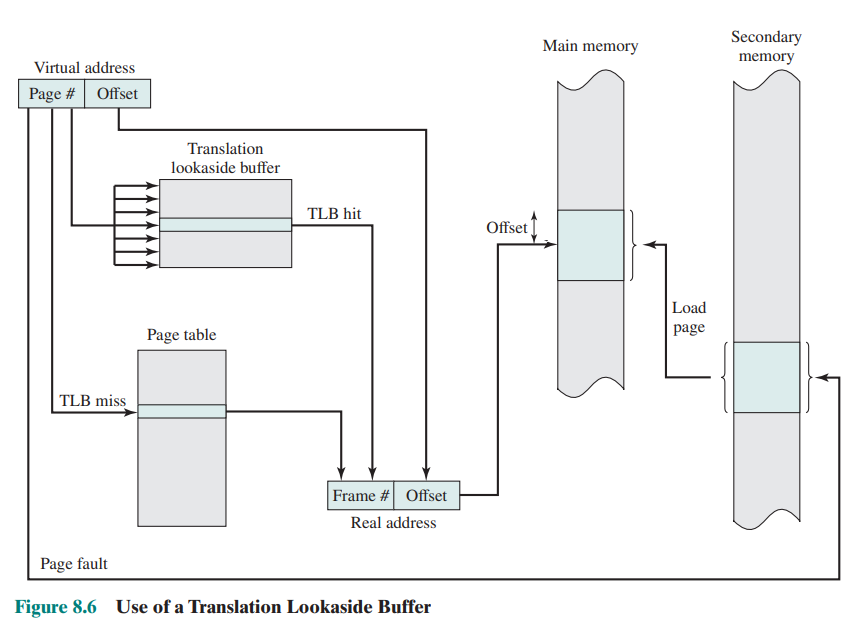 Main memory
Secondary
memory
Virtual address
Page # Offset
Translation
lookaside buffer
TLB hit
Offset
Load
page
Page table
TLB miss
Frame # Offset
Real address
Page fault
Figure 8.6 Use of a Translation Lookaside Buffer